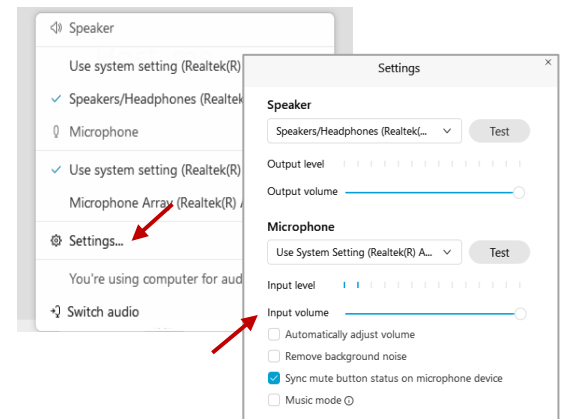 Speaker
Use system setting (Realtek(R)
Speakers/Headphones (Realtek
Microphone
Use system setting (Realtek(R)
Microphone Array (Realtek(R) A
Settings...
You're using computer for aud
Switch audio
Settings
Speaker
Speakers/Headphones (Realtek(...
Test
Output level
Output volume
Microphone
Use System Setting (Realtek(R) A...
Test
Input level
Input volume
Automatically adjust volume
Remove background noise
Sync mute button status on microphone device
Music mode